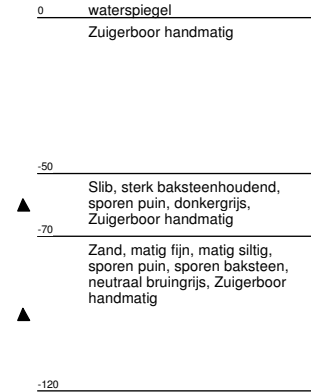 0 waterspiegel
Zuigerboor handmatig
-50
Slib, sterk baksteenhoudend,
sporen puin, donkergrijs,
Zuigerboor handmatig
-70
Zand, matig fijn, matig siltig,
sporen puin, sporen baksteen,
neutraal bruingrijs, Zuigerboor
handmatig
-120